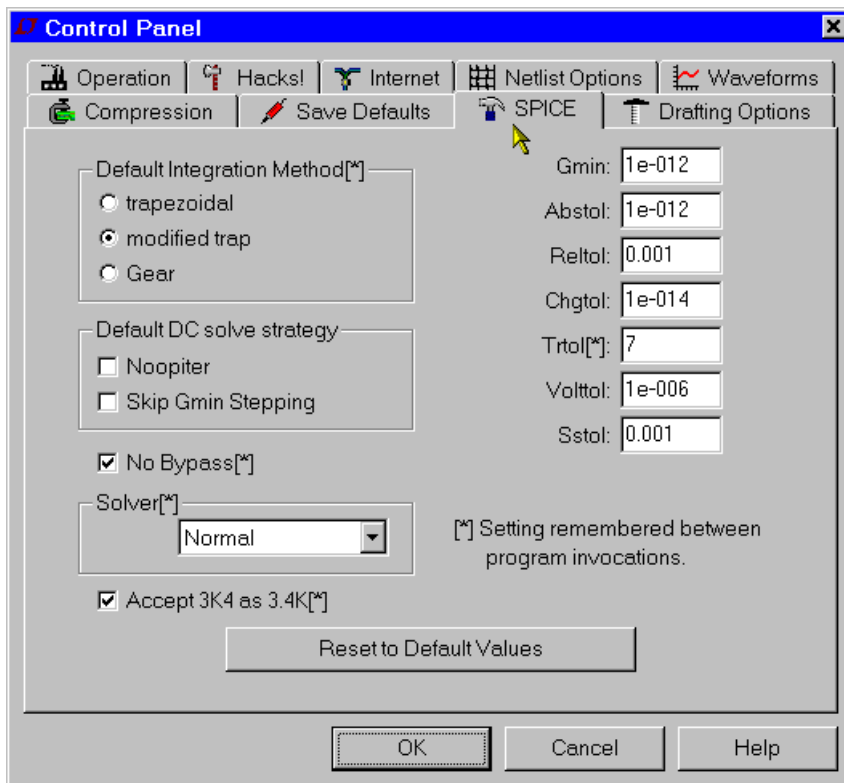 Control Panel
Operation
Hacks!
Internet
Netlist Options
Waveforms
Compression
Save Defaults
SPICE
Drafting Options
Default Integration Method[*]
trapezoidal
modified trap
Gear
Default DC solve strategy
Noopiter
Skip Gmin Stepping
No Bypass[*]
Solver[*]
Normal
Accept 3K4 as 3.4K[*]
Gmin: 1e-012
Abstol: 1e-012
Reltol: 0.001
Chgtol: 1e-014
Trtol[*]: 7
Volttol: 1e-006
Sstol: 0.001
[*] Setting remembered between
program invocations.
Reset to Default Values
OK
Cancel
Help